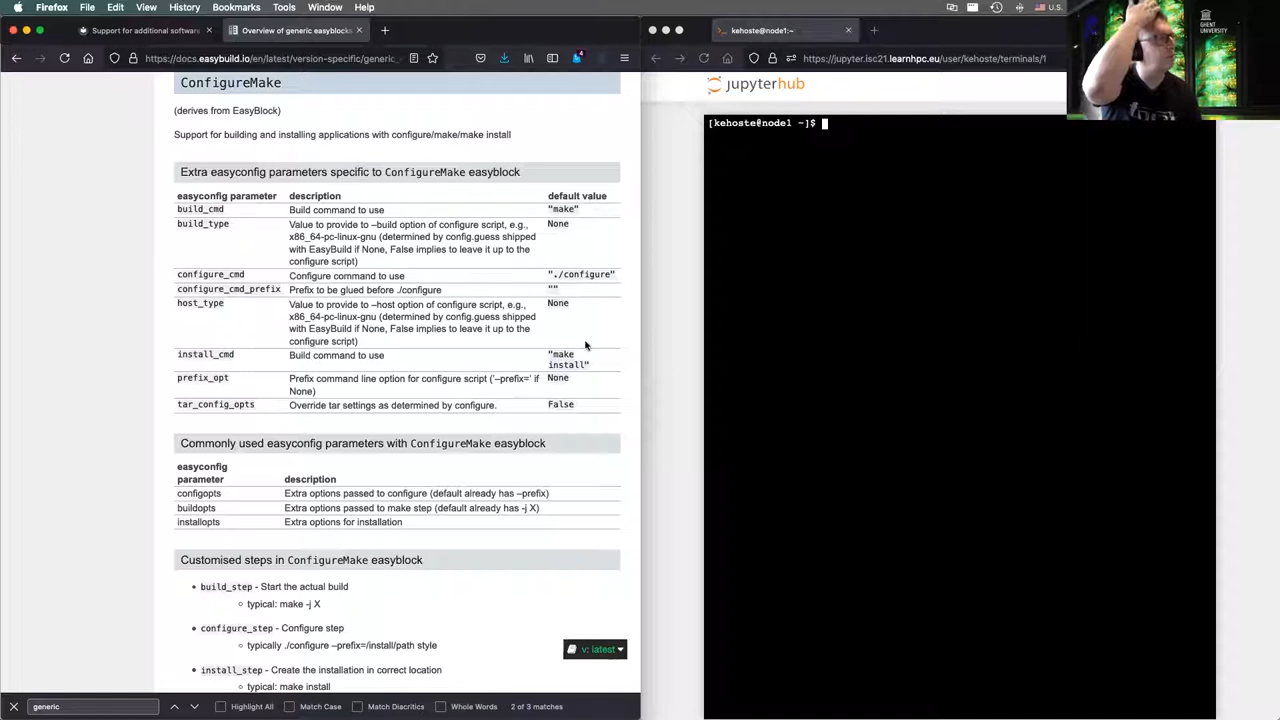 Firefox File Edit View History Bookmarks Tools Window Help
Support for additional softwar
Overview of generic easyblocks
kehoste@node1:~
https://docs.easybuild.io/en/latest/version-specific/generic_
4
https://jupyter.isc21.learnhpc.eu/user/kehoste/terminals/1
GHENT
UNIVERSITY
jupyterhub
[kehoste@node1 ~]$
ConfigureMake
(derives from EasyBlock)
Support for building and installing applications with configure/make/make install
Extra easyconfig parameters specific to ConfigureMake easyblock
easyconfig parameter description default value
build_cmd Build command to use "make"
build_type Value to provide to –build option of configure script, e.g., None
x86_64-pc-linux-gnu (determined by config.guess shipped
with EasyBuild if None, False implies to leave it up to the
configure script)
configure_cmd Configure command to use "./configure"
configure_cmd_prefix Prefix to be glued before ./configure ""
host_type Value to provide to –host option of configure script, e.g., None
x86_64-pc-linux-gnu (determined by config.guess shipped
with EasyBuild if None, False implies to leave it up to the
configure script)
install_cmd Build command to use "make
install"
prefix_opt Prefix command line option for configure script ('–prefix=' if None
None)
tar_config_opts Override tar settings as determined by configure. False
Commonly used easyconfig parameters with ConfigureMake easyblock
easyconfig
parameter description
configopts Extra options passed to configure (default already has –prefix)
buildopts Extra options passed to make step (default already has -j X)
installopts Extra options for installation
Customised steps in ConfigureMake easyblock
build_step - Start the actual build
typical: make -j X
configure_step - Configure step
typically ./configure –prefix=/install/path style
install_step - Create the installation in correct location
typical: make install
v: latest
generic Highlight All Match Case Match Diacritics Whole Words 2 of 3 matches